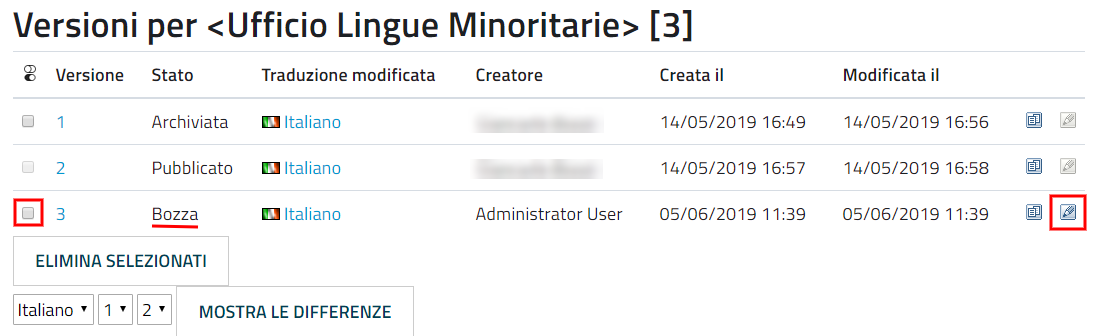 Versioni per <Ufficio Lingue Minoritarie> [3]
Versione Stato Traduzione modificata Creatore Creata il Modificata il
1 Archiviata Italiano 14/05/2019 16:49 14/05/2019 16:56
2 Pubblicato Italiano 14/05/2019 16:57 14/05/2019 16:58
3 Bozza Italiano Administrator User 05/06/2019 11:39 05/06/2019 11:39
ELIMINA SELEZIONATI
Italiano 1 2 MOSTRA LE DIFFERENZE